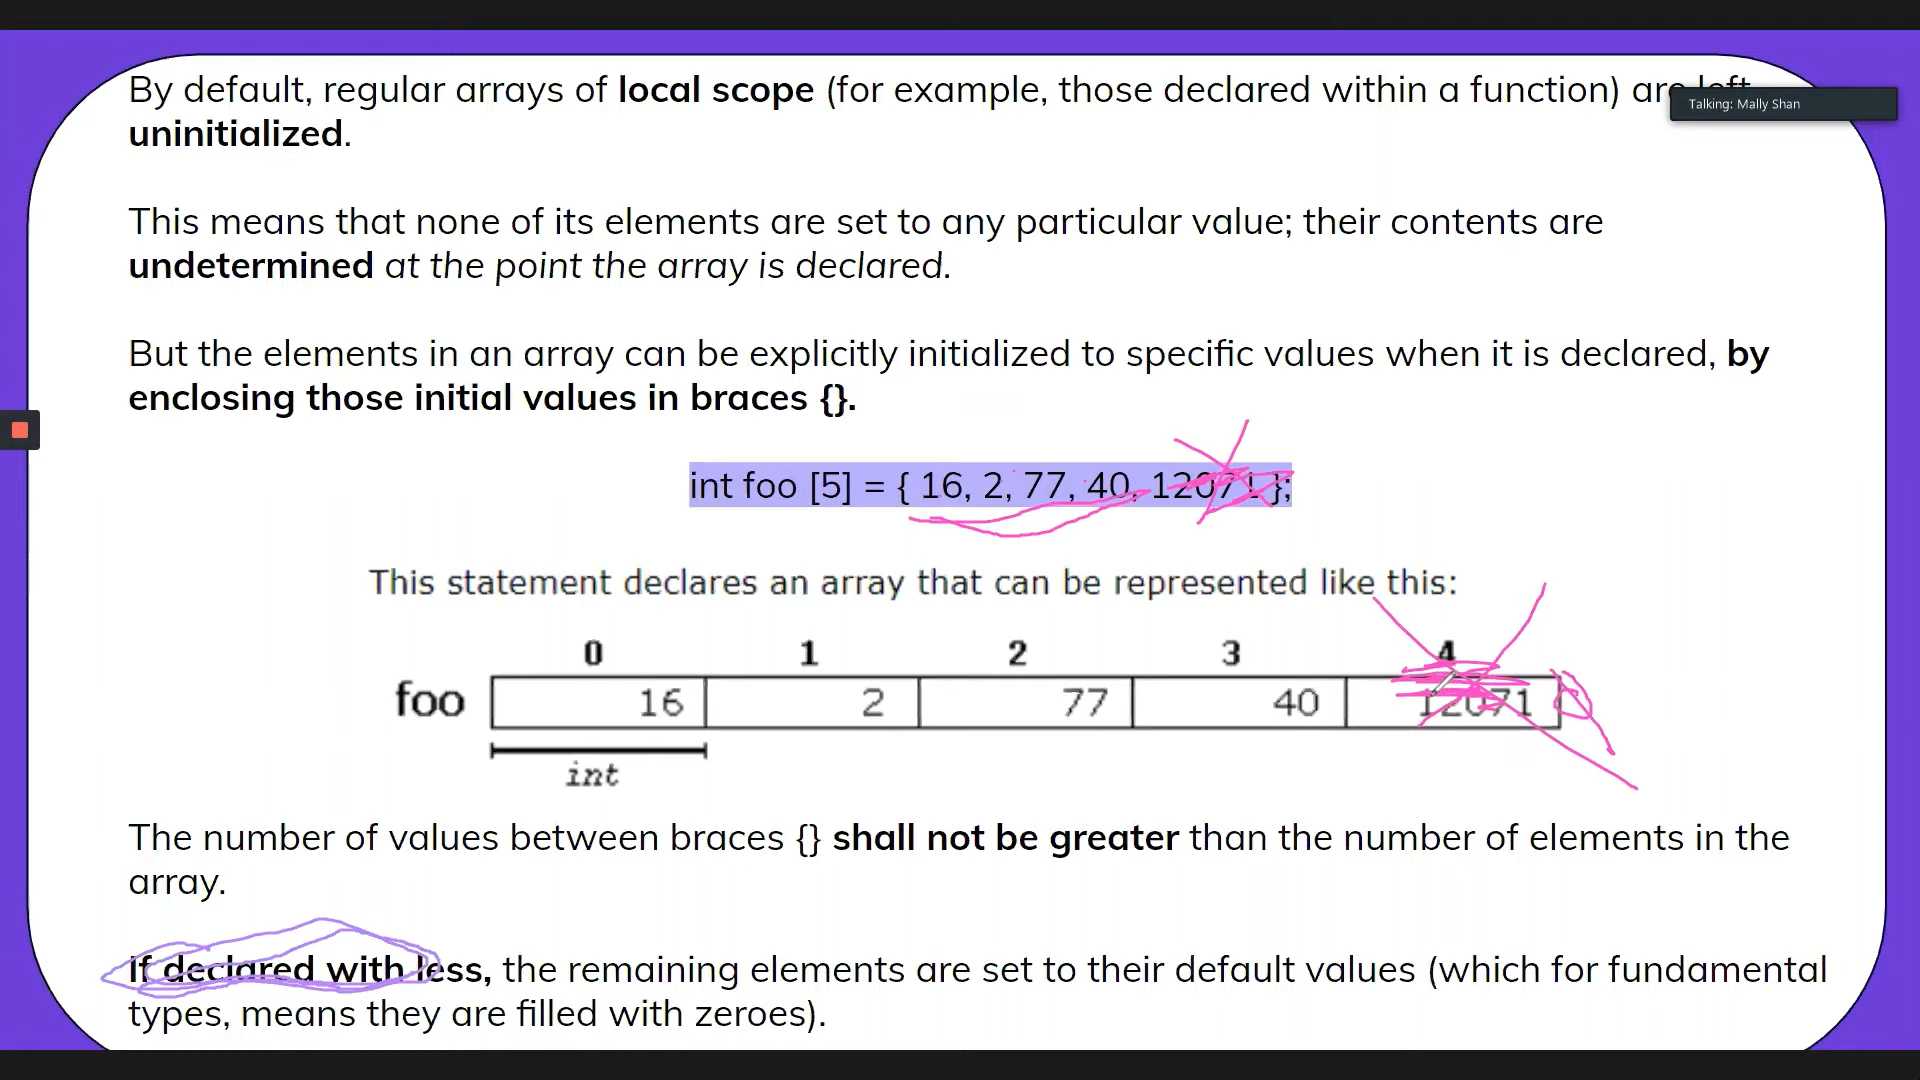 By default, regular arrays of local scope (for example, those declared within a function) are left
Talking: Mally Shan
uninitialized.
This means that none of its elements are set to any particular value; their contents are
undetermined at the point the array is declared.
But the elements in an array can be explicitly initialized to specific values when it is declared, by
enclosing those initial values in braces {}.
int foo [5] = { 16, 2, 77, 40, 12071 };
This statement declares an array that can be represented like this:
0 1 2 3 4
foo 16 2 77 40 12071
int
The number of values between braces {} shall not be greater than the number of elements in the
array.
If declared with less, the remaining elements are set to their default values (which for fundamental
types, means they are filled with zeroes).